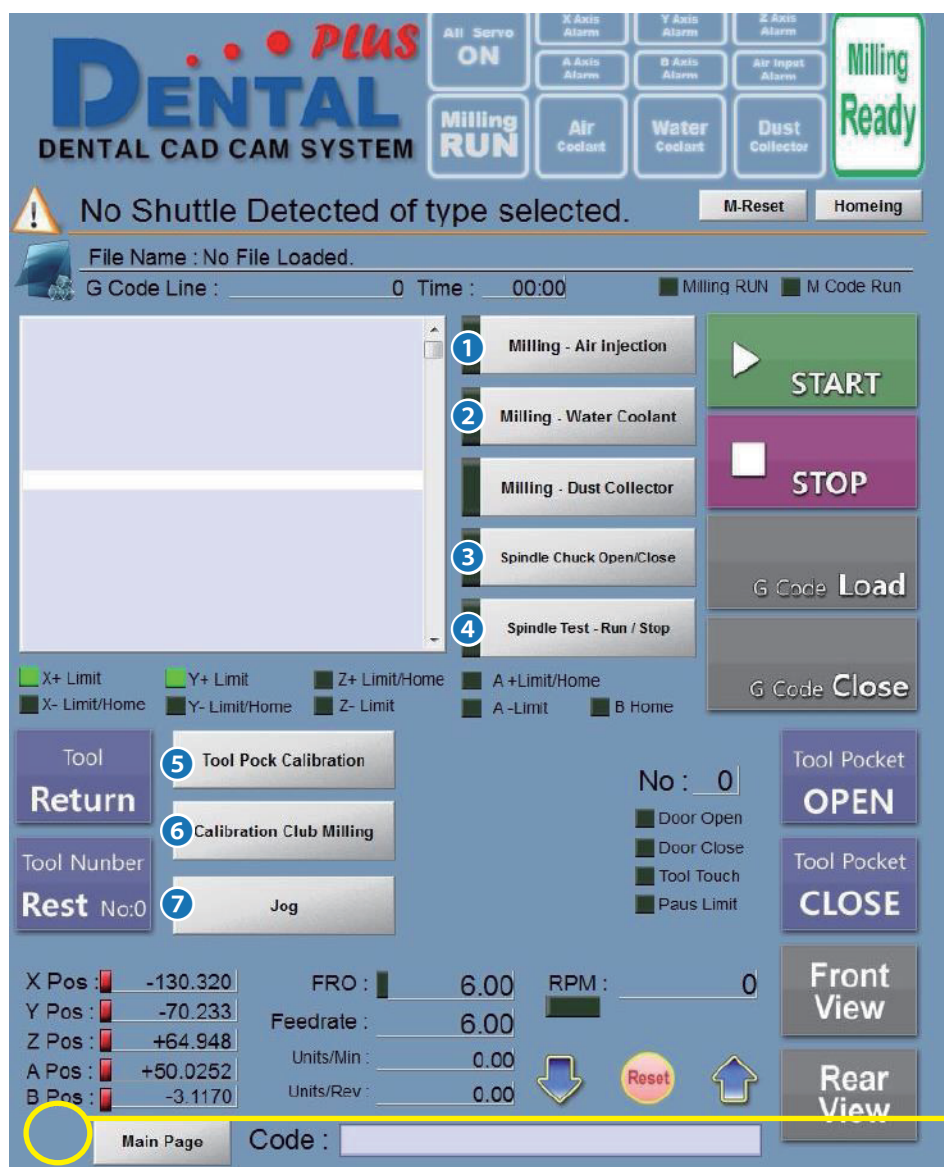 PLUS
DENTAL
DENTAL CAD CAM SYSTEM
All Servo
ON
X Axis
Alarm
Y Axis
Alarm
Z Axis
Alarm
A Axis
Alarm
B Axis
Alarm
Air Input
Alarm
Milling
RUN
Air
Coolant
Water
Coolant
Dust
Collector
Milling
Ready
No Shuttle Detected of type selected.
M-Reset
HomeIng
File Name : No File Loaded.
G Code Line : 0 Time : 00:00
Milling RUN
M Code Run
1 Milling - Air Injection
2 Milling - Water Coolant
Milling - Dust Collector
3 Spindle Chuck Open/Close
4 Spindle Test - Run / Stop
START
STOP
G Code Load
G Code Close
X+ Limit Y+ Limit Z+ Limit/Home A +Limit/Home
X- Limit/Home Y- Limit/Home Z- Limit A -Limit B Home
Tool
Return
Tool Nunber
Rest No:0
5 Tool Pock Calibration
6 Calibration Club Milling
7 Jog
No : 0
Door Open
Door Close
Tool Touch
Paus Limit
Tool Pocket
OPEN
Tool Pocket
CLOSE
X Pos : -130.320
Y Pos : -70.233
Z Pos : +64.948
A Pos : +50.0252
B Pos : -3.1170
FRO : 6.00
Feedrate : 6.00
Units/Min : 0.00
Units/Rev : 0.00
RPM : 0
Reset
Front
View
Rear
View
Main Page
Code :